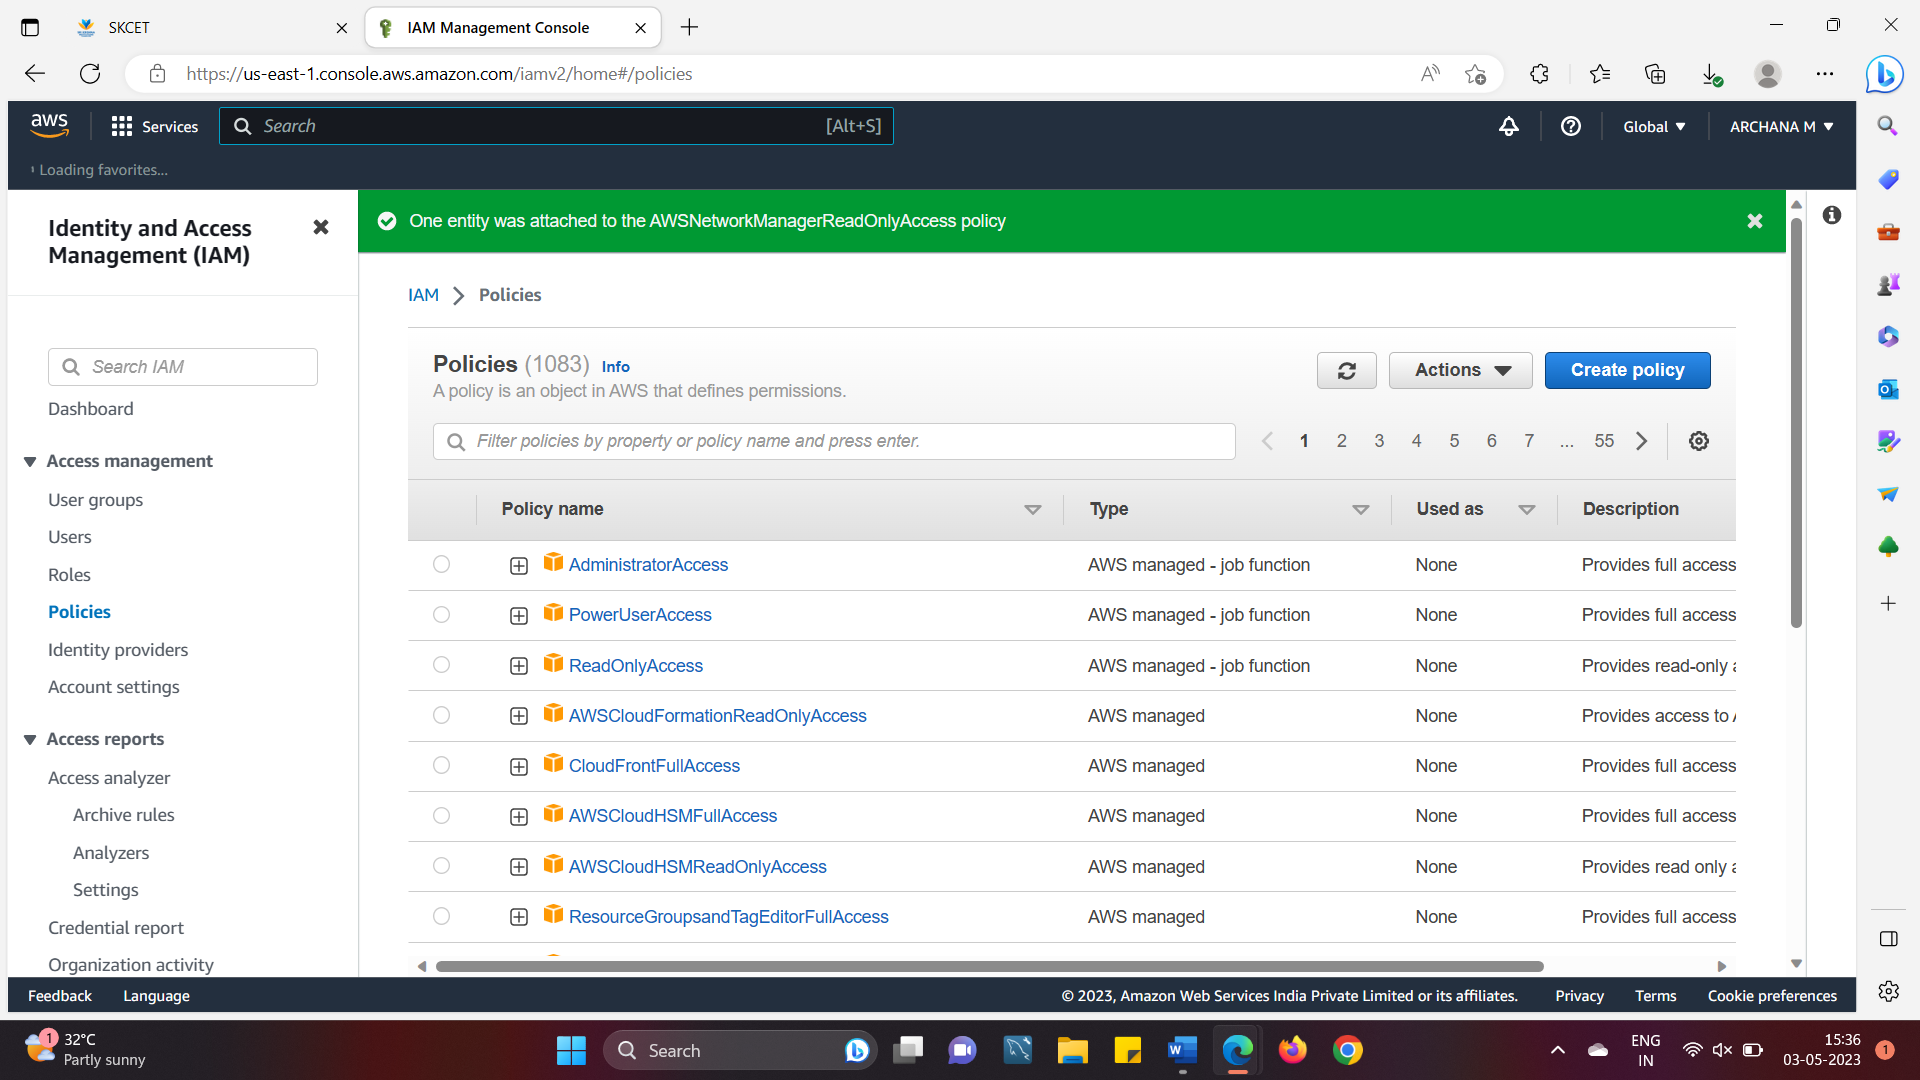 SKCET
IAM Management Console
https://us-east-1.console.aws.amazon.com/iamv2/home#/policies
aws
Services
Search
[Alt+S]
Global
ARCHANA M
Loading favorites...
Identity and Access
Management (IAM)
One entity was attached to the AWSNetworkManagerReadOnlyAccess policy
Search IAM
Dashboard
Access management
User groups
Users
Roles
Policies
Identity providers
Account settings
Access reports
Access analyzer
Archive rules
Analyzers
Settings
Credential report
Organization activity
IAM > Policies
Policies (1083) Info
A policy is an object in AWS that defines permissions.
Actions
Create policy
Filter policies by property or policy name and press enter.
1 2 3 4 5 6 7 ... 55
Policy name Type Used as Description
AdministratorAccess AWS managed - job function None Provides full access
PowerUserAccess AWS managed - job function None Provides full access
ReadOnlyAccess AWS managed - job function None Provides read-only
AWSCloudFormationReadOnlyAccess AWS managed None Provides access to
CloudFrontFullAccess AWS managed None Provides full access
AWSCloudHSMFullAccess AWS managed None Provides full access
AWSCloudHSMReadOnlyAccess AWS managed None Provides read only
ResourceGroupsandTagEditorFullAccess AWS managed None Provides full access
Feedback
Language
© 2023, Amazon Web Services India Private Limited or its affiliates.
Privacy
Terms
Cookie preferences
1
32°C
Partly sunny
Search
ENG
IN
15:36
03-05-2023
1